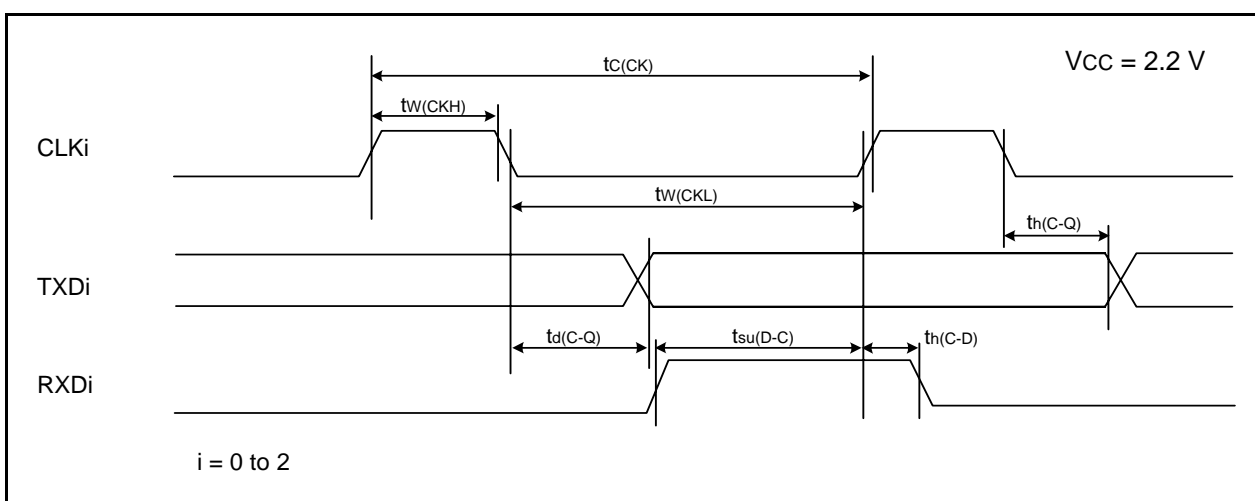 VCC = 2.2 V
tC(CK)
tW(CKH)
CLKi
tW(CKL)
th(C-Q)
TXDi
td(C-Q)
tsu(D-C)
th(C-D)
RXDi
i = 0 to 2